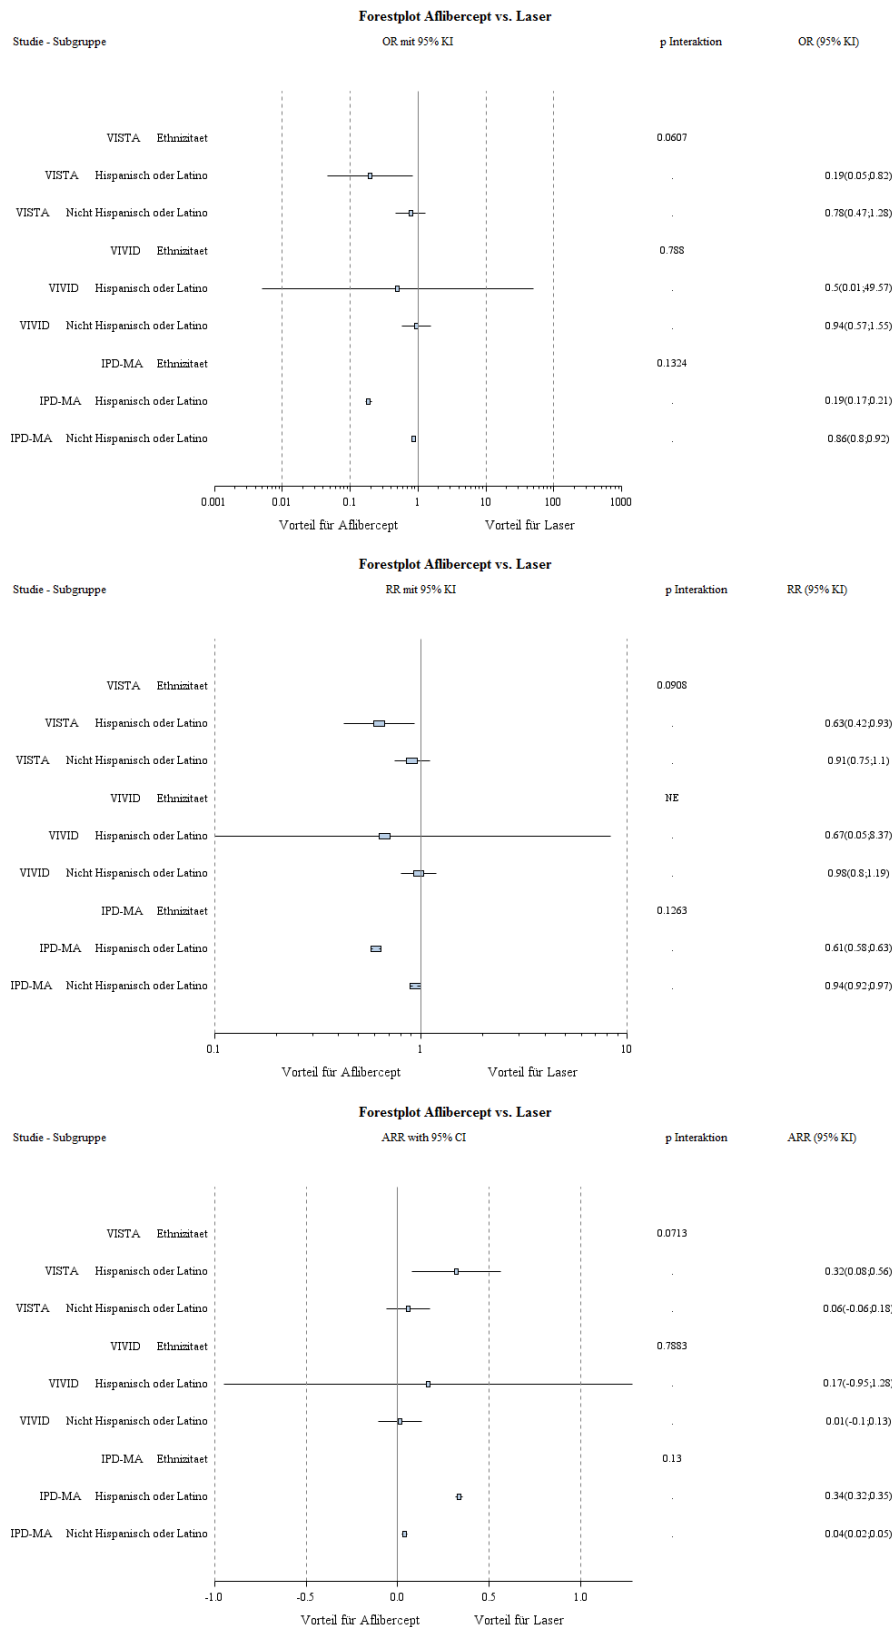 Forestplot Aflibercept vs. Laser
Studie - Subgruppe OR mit 95% KI p Interaktion OR (95% KI)
VISTA Ethnizitaet 0.0607
VISTA Hispanisch oder Latino . 0.19(0.05;0.82)
VISTA Nicht Hispanisch oder Latino . 0.78(0.47;1.28)
VIVID Ethnizitaet 0.788
VIVID Hispanisch oder Latino . 0.5(0.01;49.57)
VIVID Nicht Hispanisch oder Latino . 0.94(0.57;1.55)
IPD-MA Ethnizitaet 0.1324
IPD-MA Hispanisch oder Latino . 0.19(0.17;0.21)
IPD-MA Nicht Hispanisch oder Latino . 0.86(0.8;0.92)
0.001 0.01 0.1 1 10 100 1000
Vorteil für Aflibercept Vorteil für Laser
Forestplot Aflibercept vs. Laser
Studie - Subgruppe RR mit 95% KI p Interaktion RR (95% KI)
VISTA Ethnizitaet 0.0908
VISTA Hispanisch oder Latino . 0.63(0.42;0.93)
VISTA Nicht Hispanisch oder Latino . 0.91(0.75;1.1)
VIVID Ethnizitaet NE
VIVID Hispanisch oder Latino . 0.67(0.05;8.37)
VIVID Nicht Hispanisch oder Latino . 0.98(0.8;1.19)
IPD-MA Ethnizitaet 0.1263
IPD-MA Hispanisch oder Latino . 0.61(0.58;0.63)
IPD-MA Nicht Hispanisch oder Latino . 0.94(0.92;0.97)
0.1 1 10
Vorteil für Aflibercept Vorteil für Laser
Forestplot Aflibercept vs. Laser
Studie - Subgruppe ARR with 95% CI p Interaktion ARR (95% KI)
VISTA Ethnizitaet 0.0713
VISTA Hispanisch oder Latino . 0.32(0.08;0.56)
VISTA Nicht Hispanisch oder Latino . 0.06(-0.06;0.18)
VIVID Ethnizitaet 0.7883
VIVID Hispanisch oder Latino . 0.17(-0.95;1.28)
VIVID Nicht Hispanisch oder Latino . 0.01(-0.1;0.13)
IPD-MA Ethnizitaet 0.13
IPD-MA Hispanisch oder Latino . 0.34(0.32;0.35)
IPD-MA Nicht Hispanisch oder Latino . 0.04(0.02;0.05)
-1.0 -0.5 0.0 0.5 1.0
Vorteil für Aflibercept Vorteil für Laser